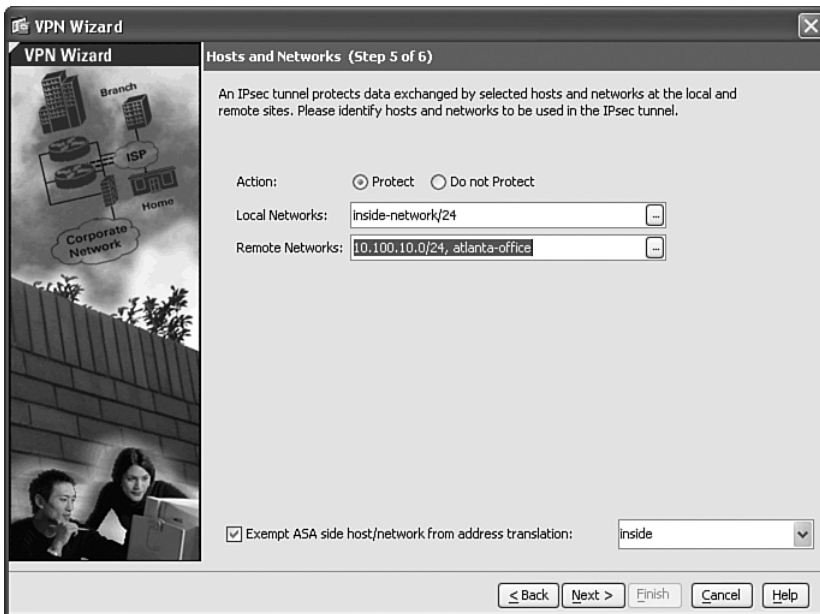 VPN Wizard
VPN Wizard
Branch
ISP
Home
Corporate
Network
Hosts and Networks (Step 5 of 6)
An IPsec tunnel protects data exchanged by selected hosts and networks at the local and
remote sites. Please identify hosts and networks to be used in the IPsec tunnel.
Action: Protect Do not Protect
Local Networks: inside-network/24 ...
Remote Networks: 10.100.10.0/24, atlanta-office ...
Exempt ASA side host/network from address translation: inside
< Back Next > Finish Cancel Help